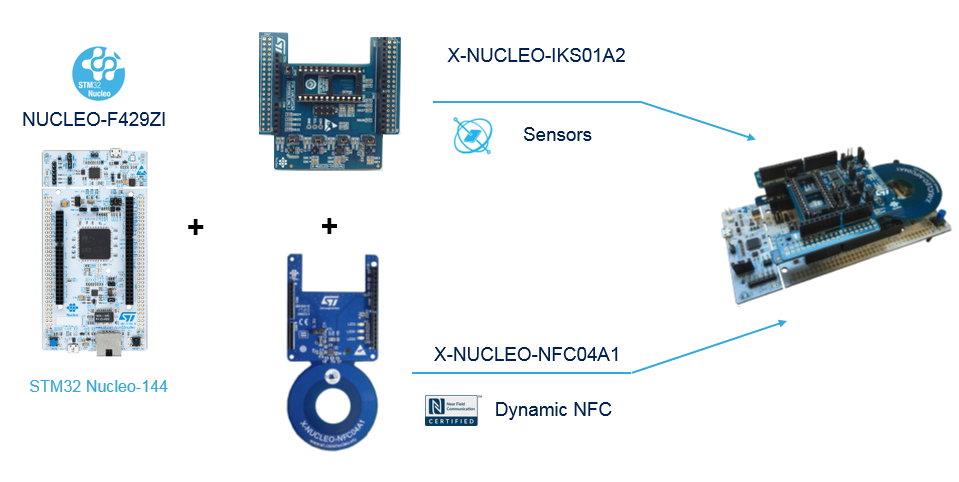 STM32
Nucleo
NUCLEO-F429ZI
STM32 Nucleo-144
+
+
X-NUCLEO-IKS01A2
Sensors
X-NUCLEO-NFC04A1
Near Field
Communication
CERTIFIED
Dynamic NFC
ST
X-NUCLEO-NFC04A1